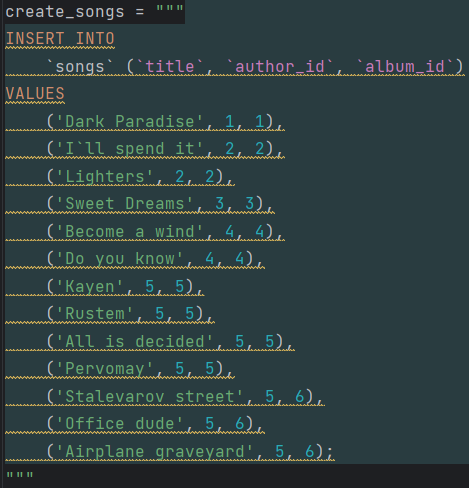 create_songs = """
INSERT INTO
    `songs` (`title`, `author_id`, `album_id`)
VALUES
    ('Dark Paradise', 1, 1),
    ('I`ll spend it', 2, 2),
    ('Lighters', 2, 2),
    ('Sweet Dreams', 3, 3),
    ('Become a wind', 4, 4),
    ('Do you know', 4, 4),
    ('Kayen', 5, 5),
    ('Rustem', 5, 5),
    ('All is decided', 5, 5),
    ('Pervomay', 5, 5),
    ('Stalevarov street', 5, 6),
    ('Office dude', 5, 6),
    ('Airplane graveyard', 5, 6);
"""